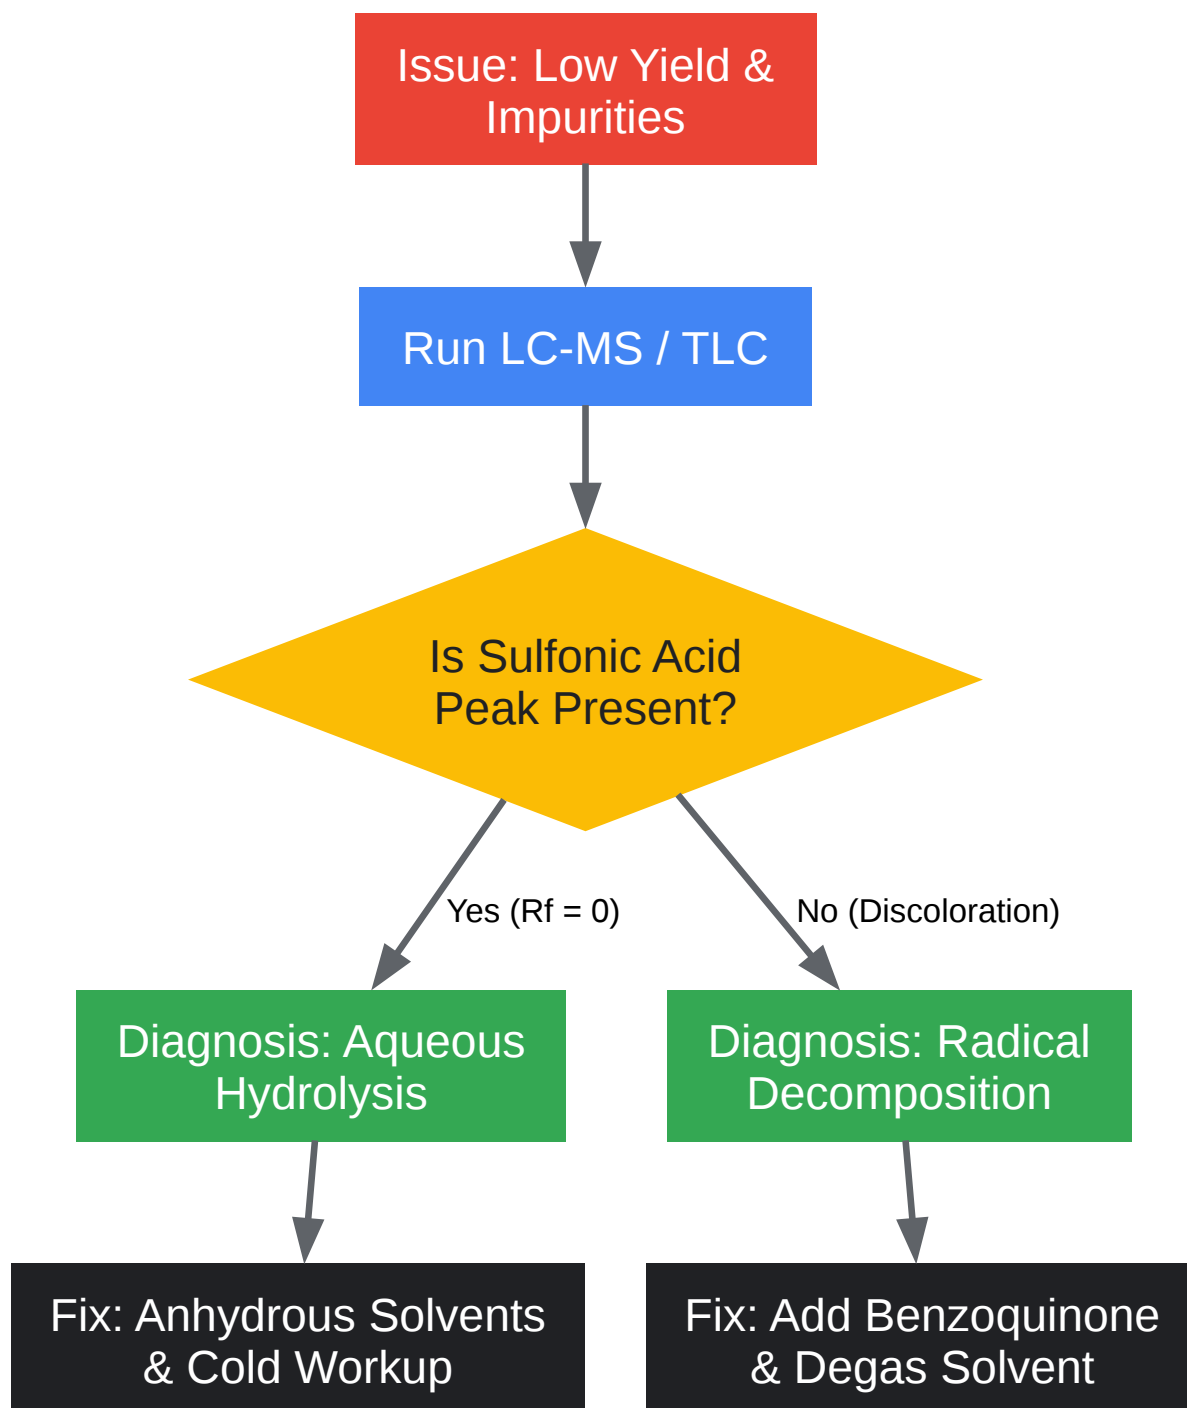 Issue: Low Yield &
Impurities
Run LC-MS / TLC
Is Sulfonic Acid
Peak Present?
Yes (Rf = 0)
No (Discoloration)
Diagnosis: Aqueous
Hydrolysis
Diagnosis: Radical
Decomposition
Fix: Anhydrous Solvents
& Cold Workup
Fix: Add Benzoquinone
& Degas Solvent